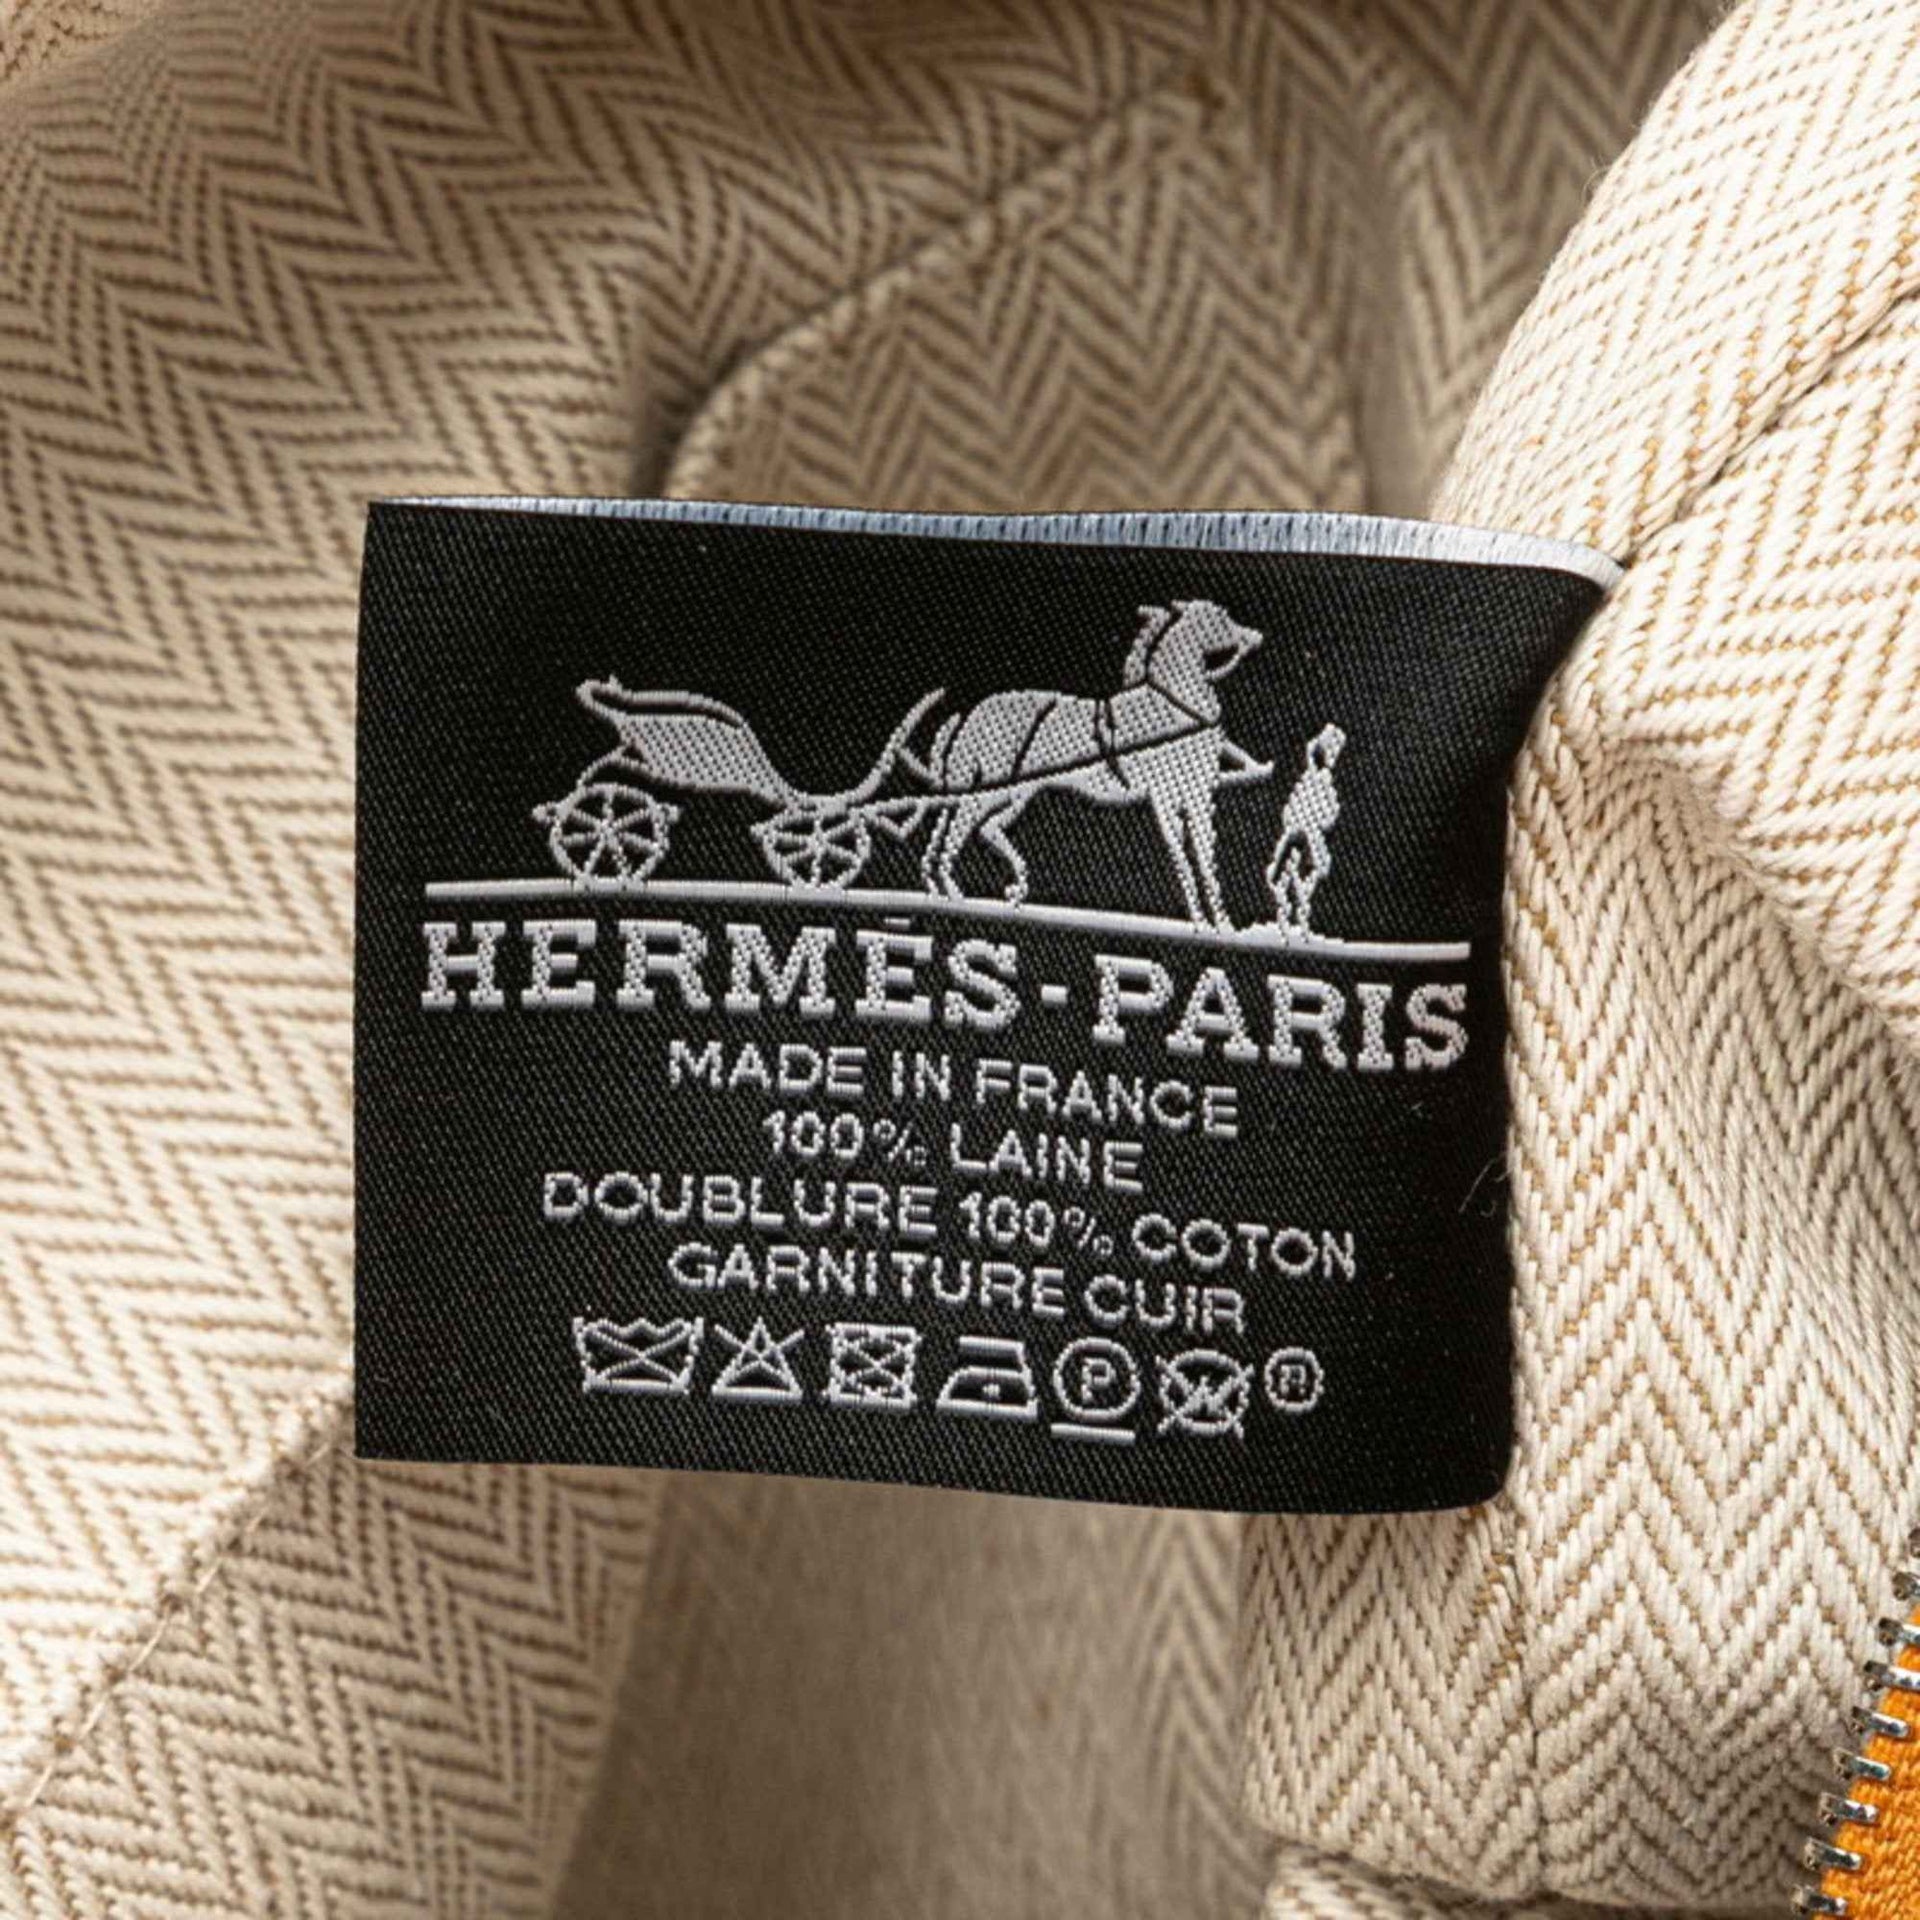 HERMÈS-PARIS
MADE IN FRANCE
100% LAINE
DOUBLURE 100% COTON
GARNITURE CUIR
P ®